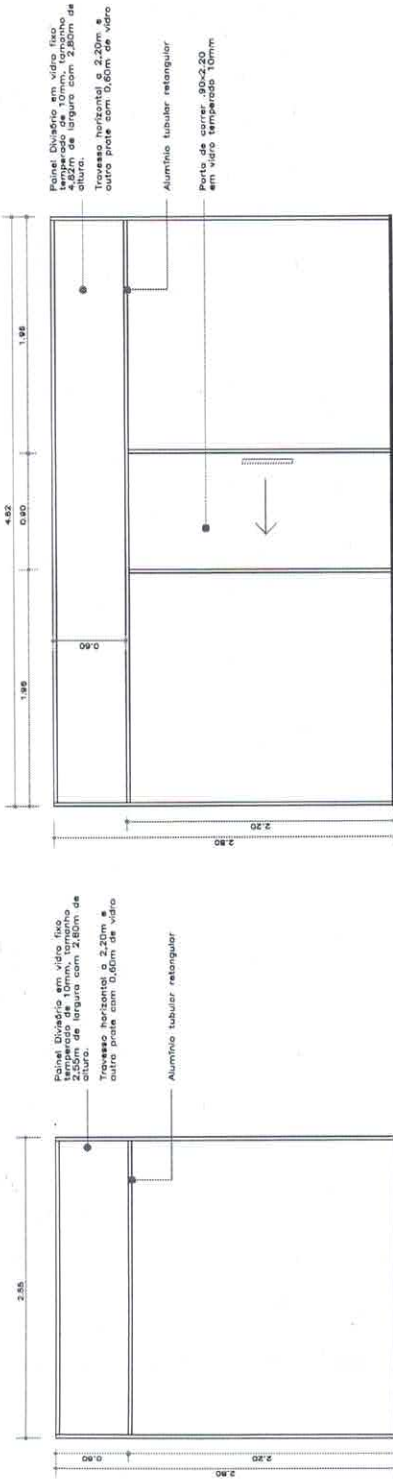 2.55
0.60
2.20
2.80
Painel Divisório em vidro fixo
temperado de 10mm, tamanho
2,55m de largura com 2,80m de
altura.
Travessa horizontal a 2,20m e
outra prate com 0,60m de vidro
Alumínio tubular retangular
4.82
1.96
0.90
1.96
0.60
2.20
2.80
Painel Divisório em vidro fixo
temperado de 10mm, tamanho
4,82m de largura com 2,80m de
altura.
Travessa horizontal a 2,20m e
outra prate com 0,60m de vidro
Alumínio tubular retangular
Porta de correr .90x2.20
em vidro temperado 10mm